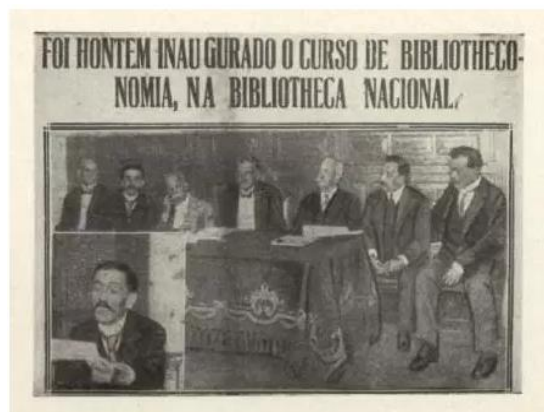 FOI HONTEM INAUGURADO O CURSO DE BIBLIOTHECO-
NOMIA, NA BIBLIOTHECA NACIONAL.